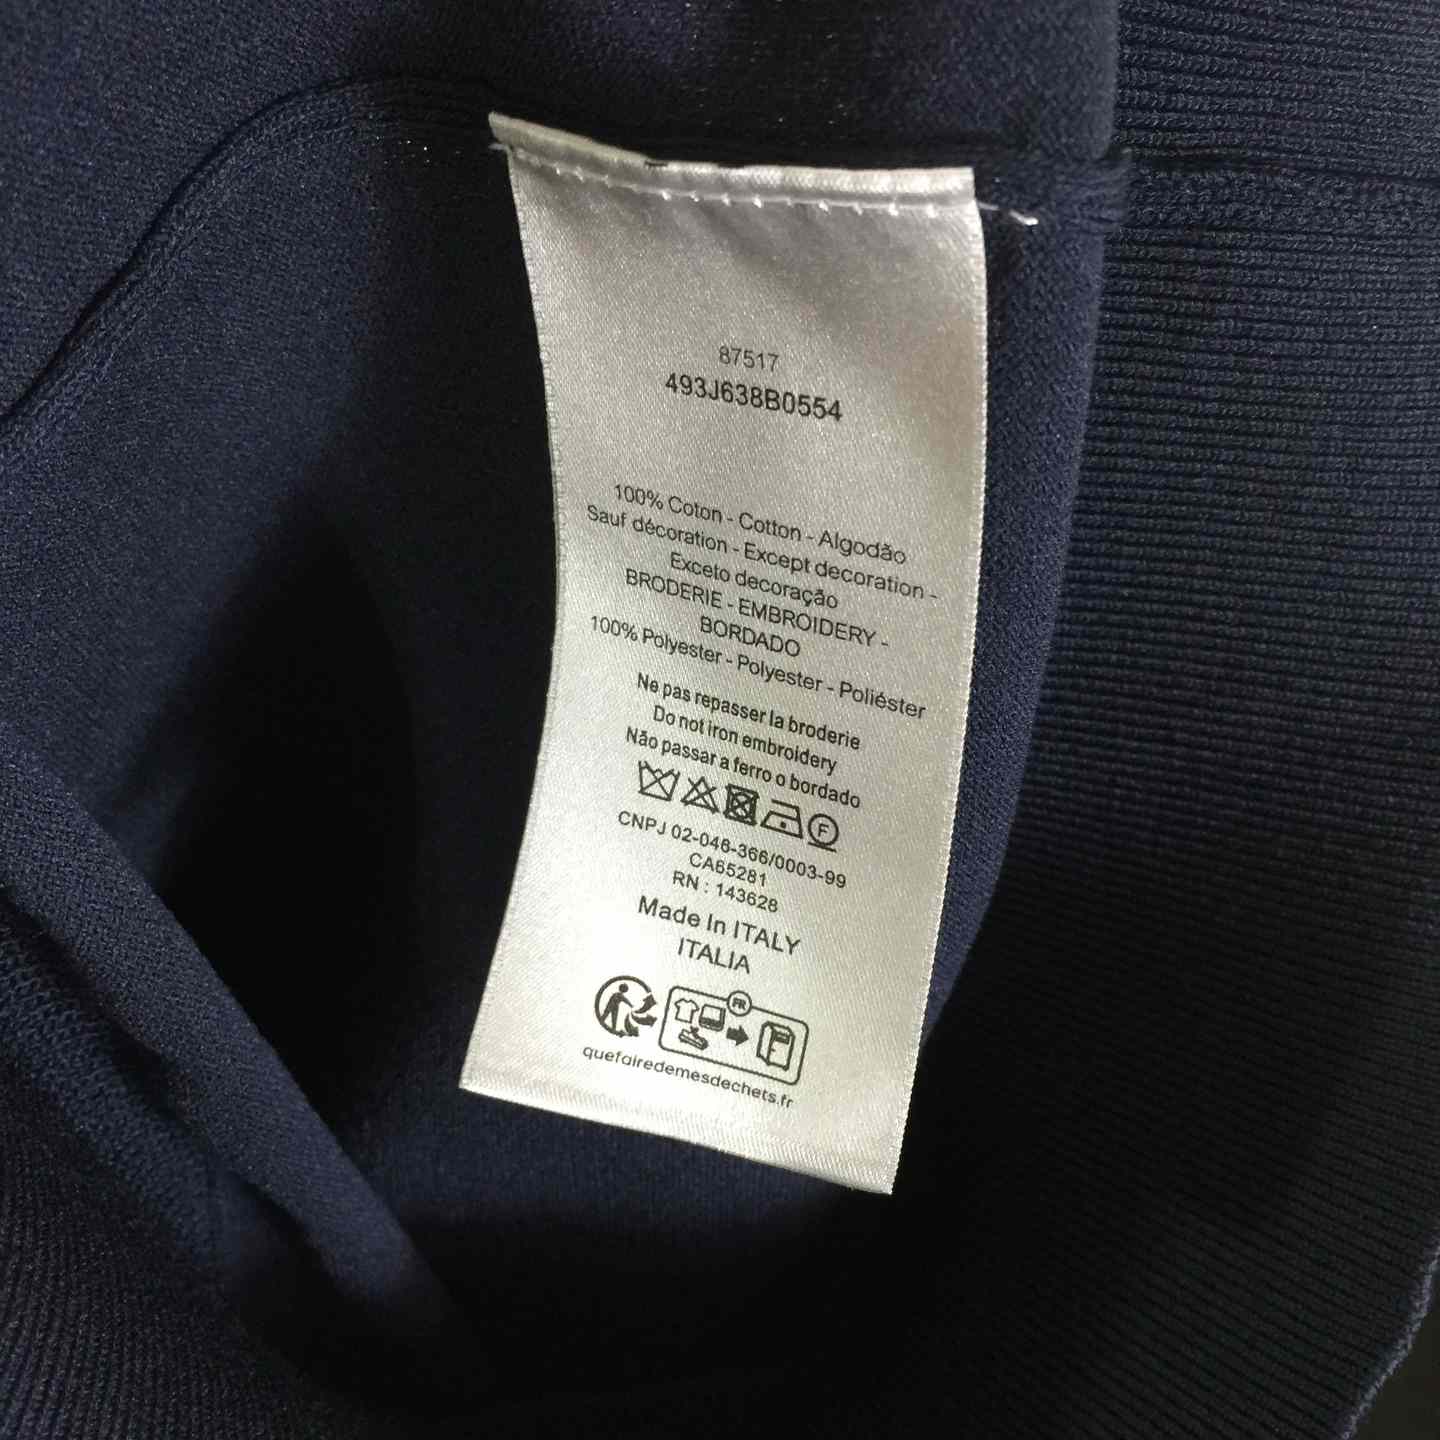 87517
493J638B0554
100% Coton - Cotton - Algodão
Sauf décoration - Except decoration -
Exceto decoração
BRODERIE - EMBROIDERY -
BORDADO
100% Polyester - Polyester - Poliéster
Ne pas repasser la broderie
Do not iron embroidery
Não passar a ferro o bordado
F
CNPJ 02-046-366/0003-99
CA65281
RN : 143628
Made In ITALY
ITALIA
FR
quefairedemesdechets.fr